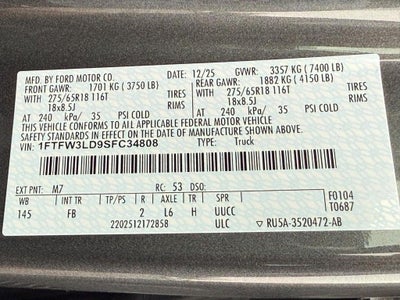 MFD. BY FORD MOTOR CO. 12/25 GVWR: 3357 KG ( 7400 LB)
FRONT GAWR: 1701 KG ( 3750 LB) REAR GAWR: 1882 KG ( 4150 LB)
WITH 275/65R18 116T TIRES WITH 275/65R18 116T TIRES
18x8.5J RIMS 18x8.5J RIMS
AT 240 kPa/ 35 PSI COLD AT 240 kPa/ 35 PSI COLD
THIS VEHICLE CONFORMS TO ALL APPLICABLE FEDERAL MOTOR VEHICLE
SAFETY STANDARDS IN EFFECT ON THE DATE OF MANUFACTURE SHOWN ABOVE.
VIN: 1FTFW3LD9SFC34808 TYPE: Truck
EXT PNT: M7 RC: 53 DSO: F0104
WB INT TR TP/PS R AXLE TR SPR T0687
145 FB 2 L6 H UUCC
2202512172858 ULC RU5A-3520472-AB